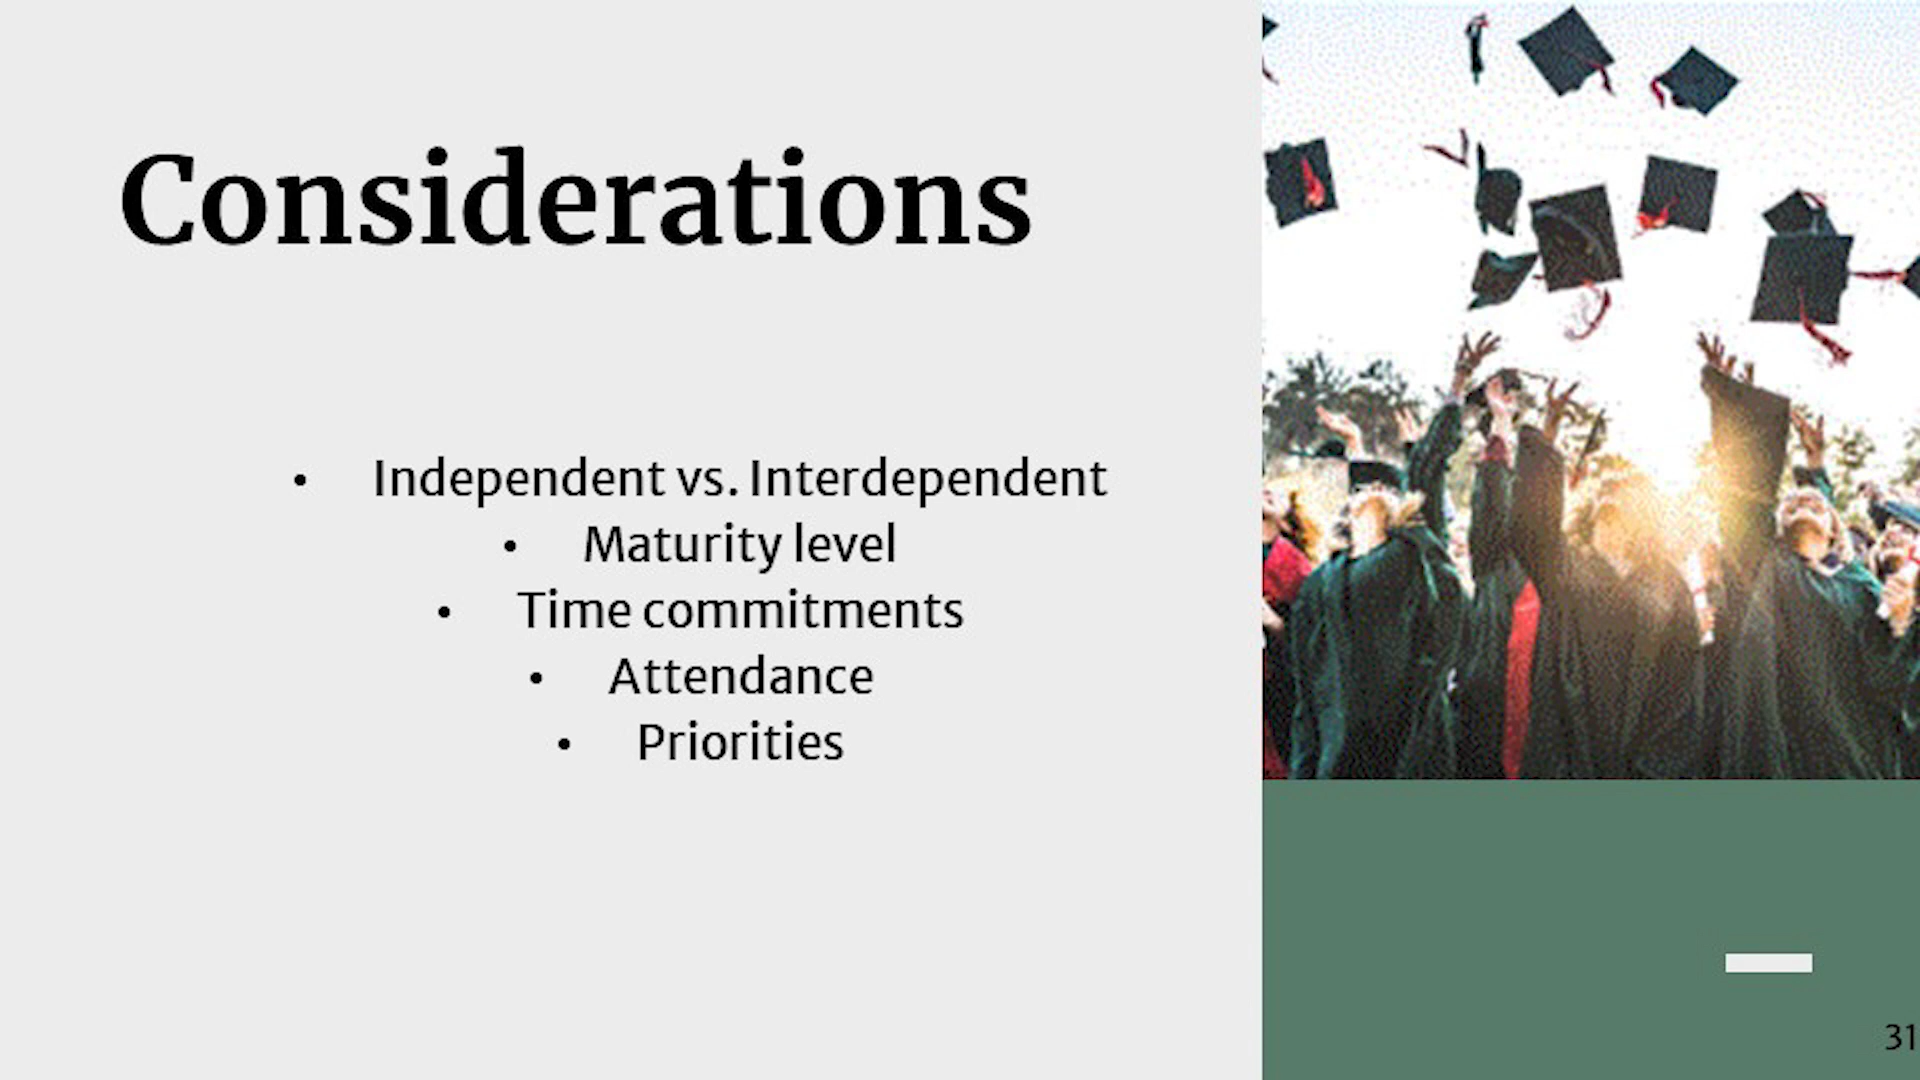 Considerations
• Independent vs. Interdependent
• Maturity level
• Time commitments
• Attendance
• Priorities
31